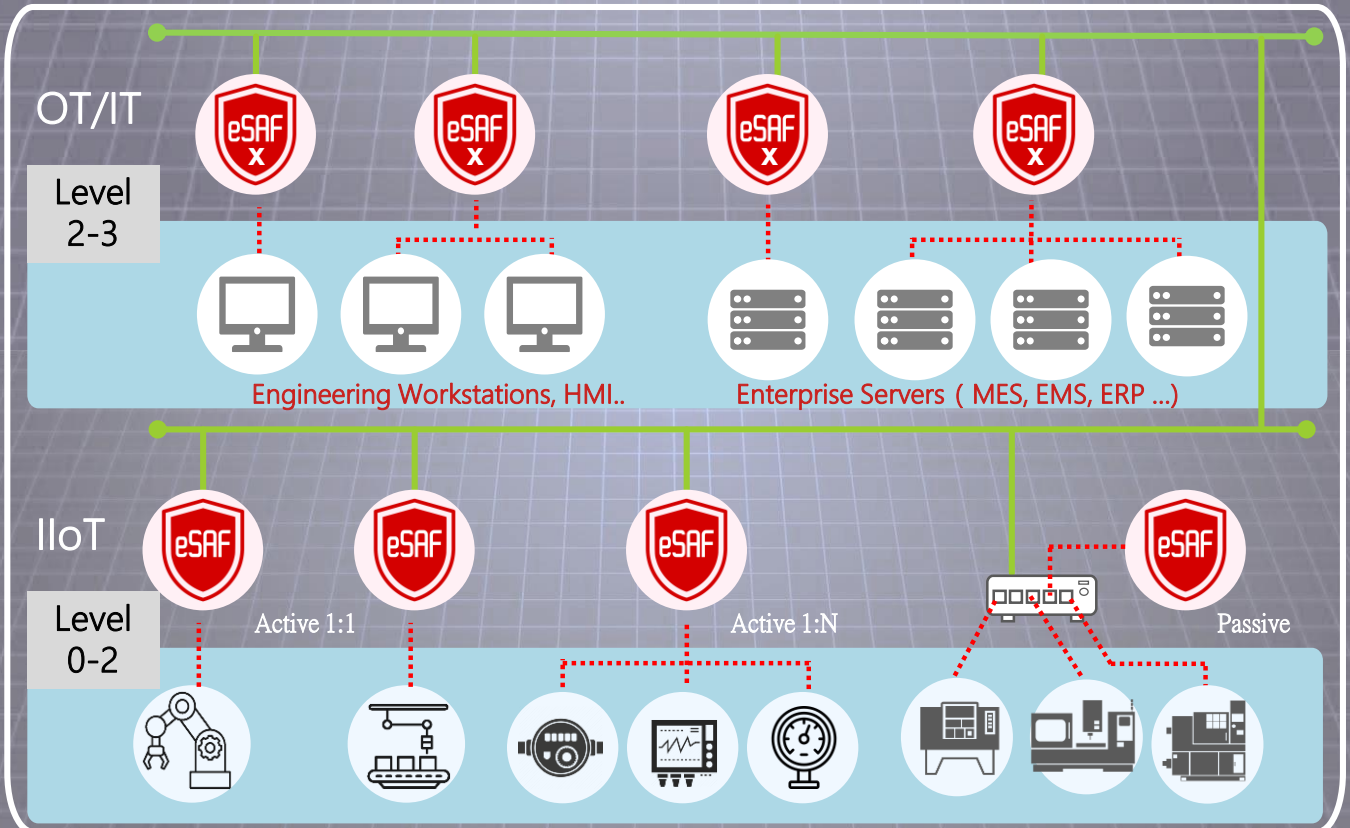 OT/IT
eSAF
X
eSAF
X
eSAF
X
eSAF
X
Level
2-3
Engineering Workstations, HMI..
Enterprise Servers ( MES, EMS, ERP ...)
IIoT
eSAF
eSAF
eSAF
eSAF
Active 1:1
Active 1:N
Passive
Level
0-2